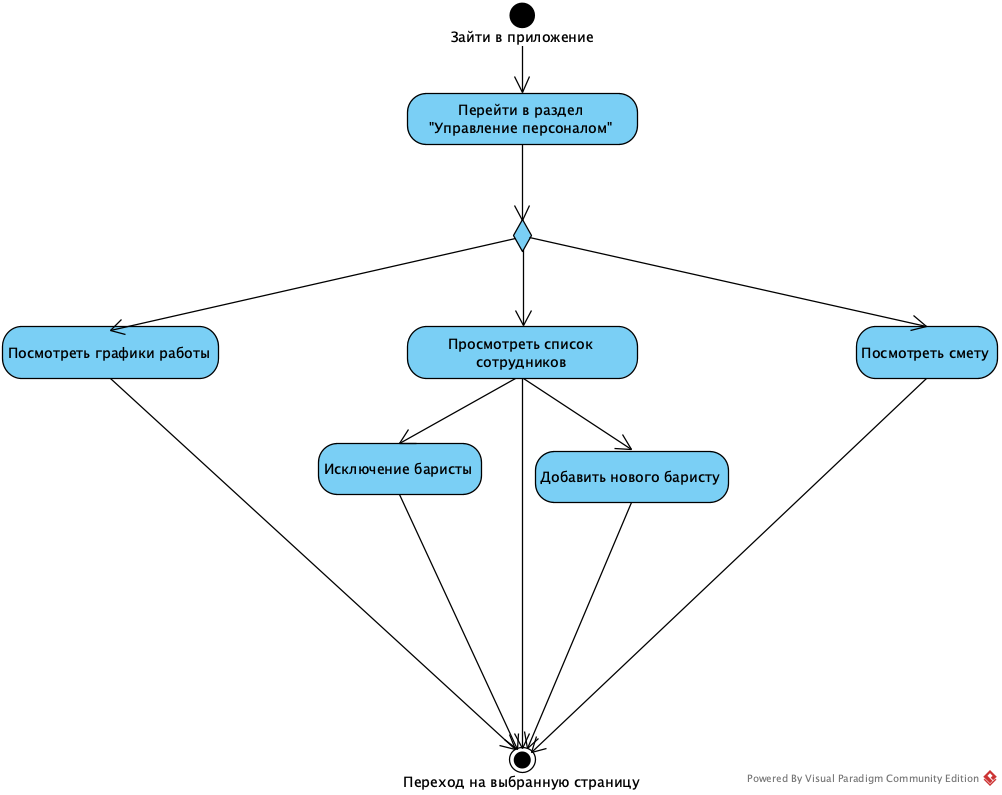 Зайти в приложение
Перейти в раздел
"Управление персоналом"
Посмотреть графики работы
Просмотреть список
сотрудников
Посмотреть смету
Исключение баристы
Добавить нового баристу
Переход на выбранную страницу
Powered By Visual Paradigm Community Edition